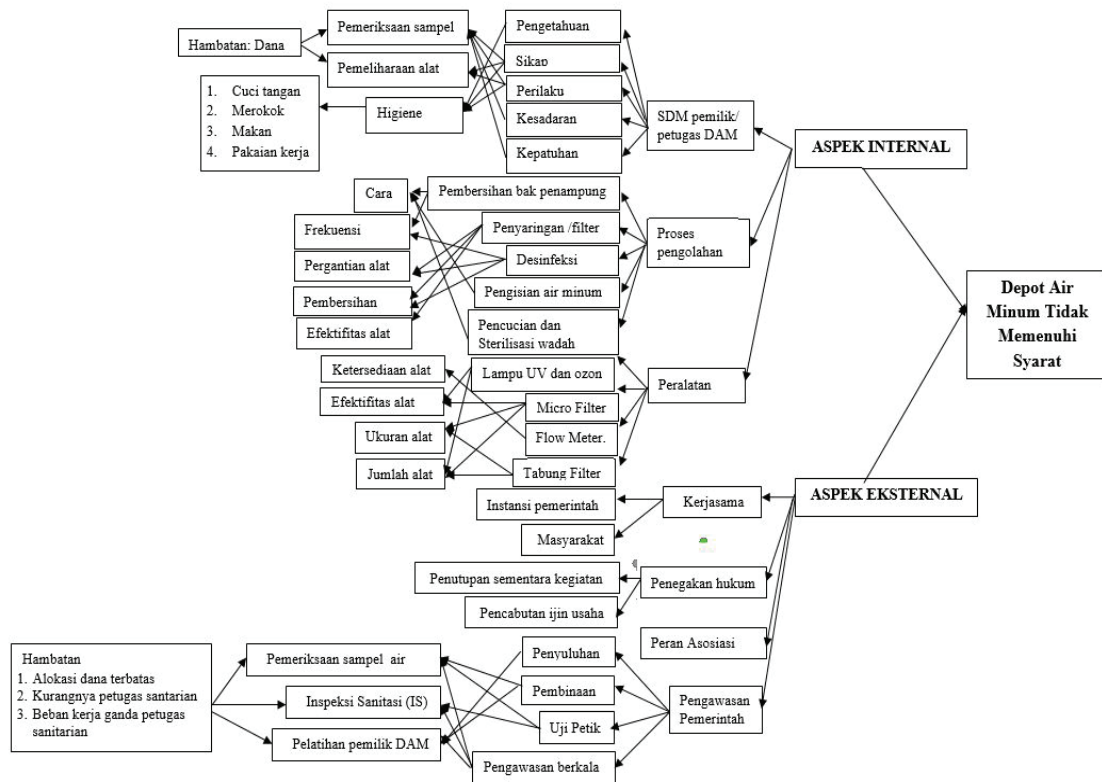 Hambatan: Dana
Pemeriksaan sampel
Pemeliharaan alat
1. Cuci tangan
2. Merokok
3. Makan
4. Pakaian kerja
Higiene
Pengetahuan
Sikap
Perilaku
Kesadaran
Kepatuhan
SDM pemilik/
petugas DAM
ASPEK INTERNAL
Cara
Frekuensi
Pergantian alat
Pembersihan
Efektifitas alat
Pembersihan bak penampung
Penyaringan /filter
Desinfeksi
Pengisian air minum
Pencucian dan
Sterilisasi wadah
Proses
pengolahan
Depot Air
Minum Tidak
Memenuhi
Syarat
Ketersediaan alat
Efektifitas alat
Ukuran alat
Jumlah alat
Lampu UV dan ozon
Micro Filter
Flow Meter.
Tabung Filter
Peralatan
ASPEK EKSTERNAL
Instansi pemerintah
Masyarakat
Kerjasama
Penutupan sementara kegiatan
Pencabutan ijin usaha
Penegakan hukum
Peran Asosiasi
Hambatan
1. Alokasi dana terbatas
2. Kurangnya petugas santarian
3. Beban kerja ganda petugas
sanitarian
Pemeriksaan sampel air
Inspeksi Sanitasi (IS)
Pelatihan pemilik DAM
Penyuluhan
Pembinaan
Uji Petik
Pengawasan berkala
Pengawasan
Pemerintah